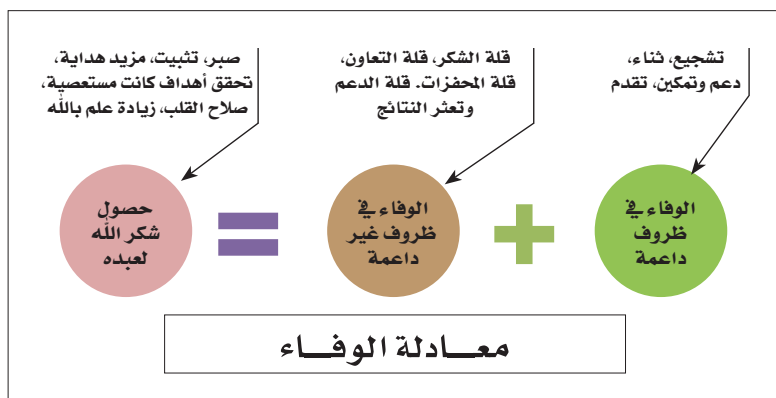 تشجيع، ثناء،
دعم وتمكين، تقدم
قلة الشكر، قلة التعاون،
قلة المحفزات. قلة الدعم
وتعثر النتائج
صبر، تثبيت، مزيد هداية،
تحقق أهداف كانت مستعصية،
صلاح القلب، زيادة علم بالله
الوفاء في
ظروف
داعمة
+
الوفاء في
ظروف غير
داعمة
=
حصول
شكر الله
لعبده
معـــادلة الوفـــاء